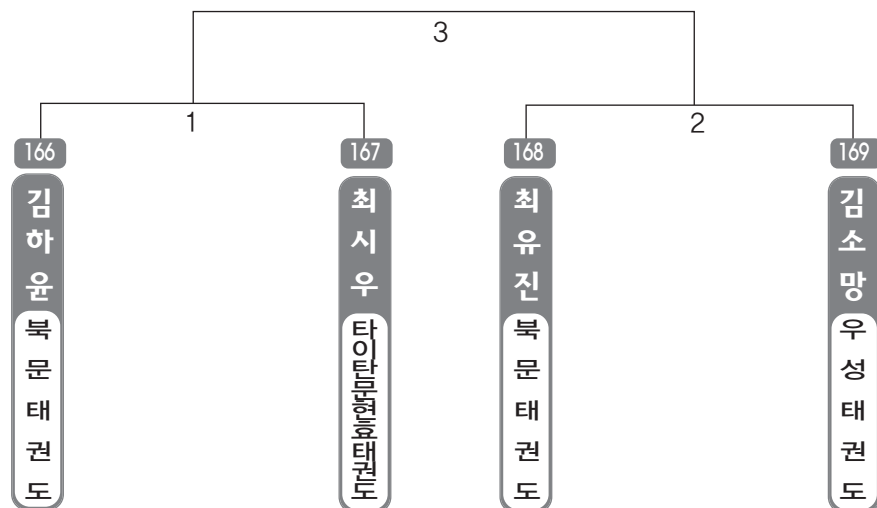 3
1
2
166
167
168
169
김하윤
최시우
최유진
김소망
북문태권도
타이탄문현효태권도
북문태권도
우성태권도